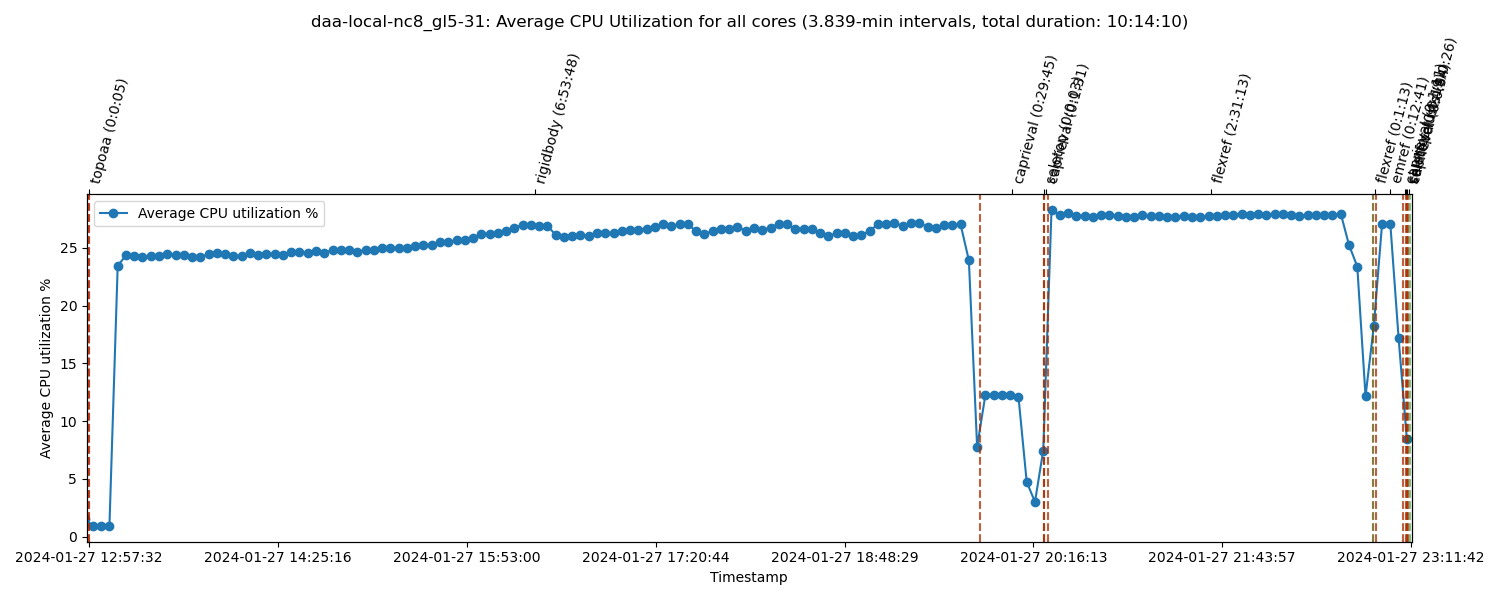 daa-local-nc8_gl5-31: Average CPU Utilization for all cores (3.839-min intervals, total duration: 10:14:10)
topoaa (0:0:05)
rigidbody (6:53:48)
caprieval (0:29:45)
caprieval (0:1:31)
flexref (2:31:13)
flexref (0:1:13)
emref (0:12:41)
Average CPU utilization %
Average CPU utilization %
25
20
15
10
5
0
2024-01-27 12:57:32
2024-01-27 14:25:16
2024-01-27 15:53:00
2024-01-27 17:20:44
2024-01-27 18:48:29
2024-01-27 20:16:13
2024-01-27 21:43:57
2024-01-27 23:11:42
Timestamp